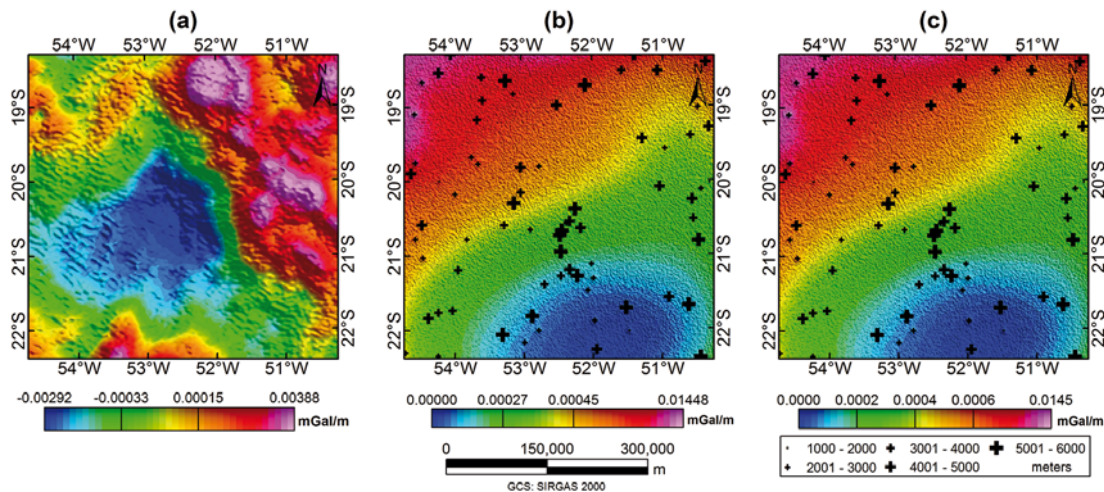 (a) (b) (c)
54°W 53°W 52°W 51°W 54°W 53°W 52°W 51°W 54°W 53°W 52°W 51°W
N N N
19°S 19°S 19°S 19°S 19°S 19°S
20°S 20°S 20°S 20°S 20°S 20°S
21°S 21°S 21°S 21°S 21°S 21°S
22°S 22°S 22°S 22°S 22°S 22°S
54°W 53°W 52°W 51°W 54°W 53°W 52°W 51°W 54°W 53°W 52°W 51°W
-0.00292 -0.00033 0.00015 0.00388 0.00000 0.00027 0.00045 0.01448 0.0000 0.0002 0.0004 0.0006 0.0145
mGal/m mGal/m mGal/m
0 150,000 300,000
m
GCS: SIRGAS 2000
1000 - 2000 3001 - 4000 5001 - 6000
2001 - 3000 4001 - 5000 meters